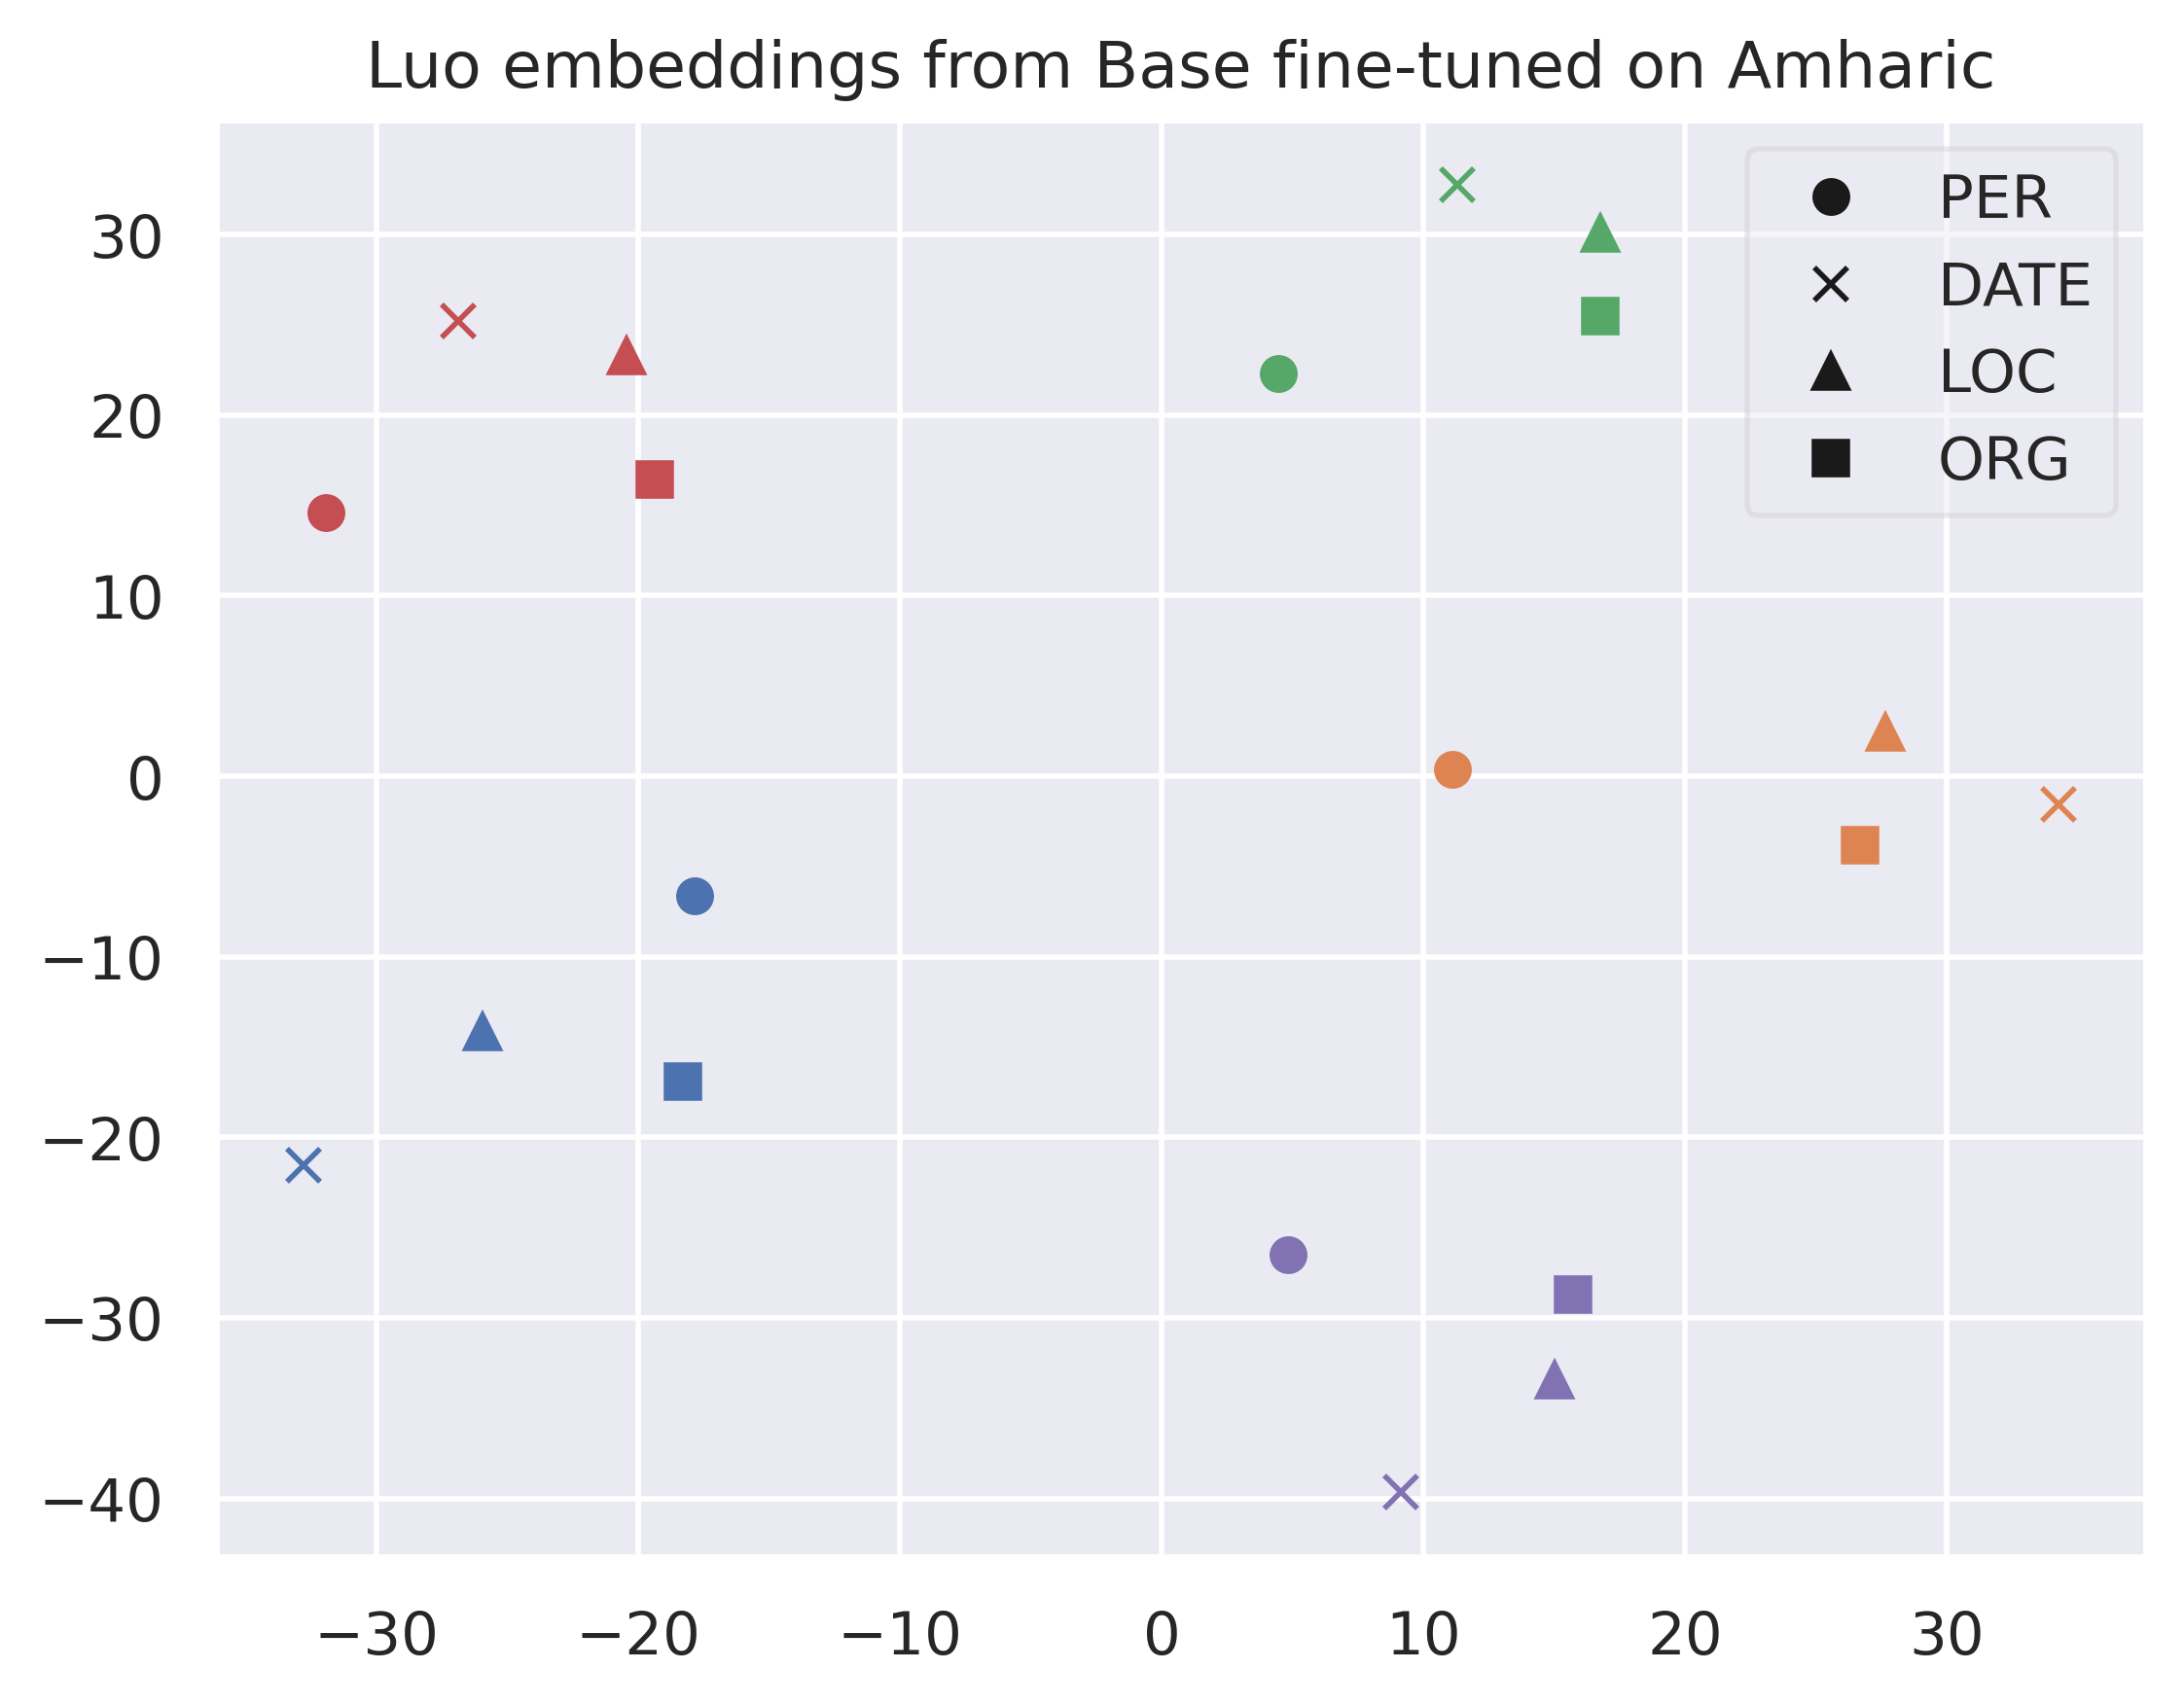 Luo embeddings from Base fine-tuned on Amharic
PER
DATE
LOC
ORG
30
20
10
0
−10
−20
−30
−40
−30 −20 −10 0 10 20 30